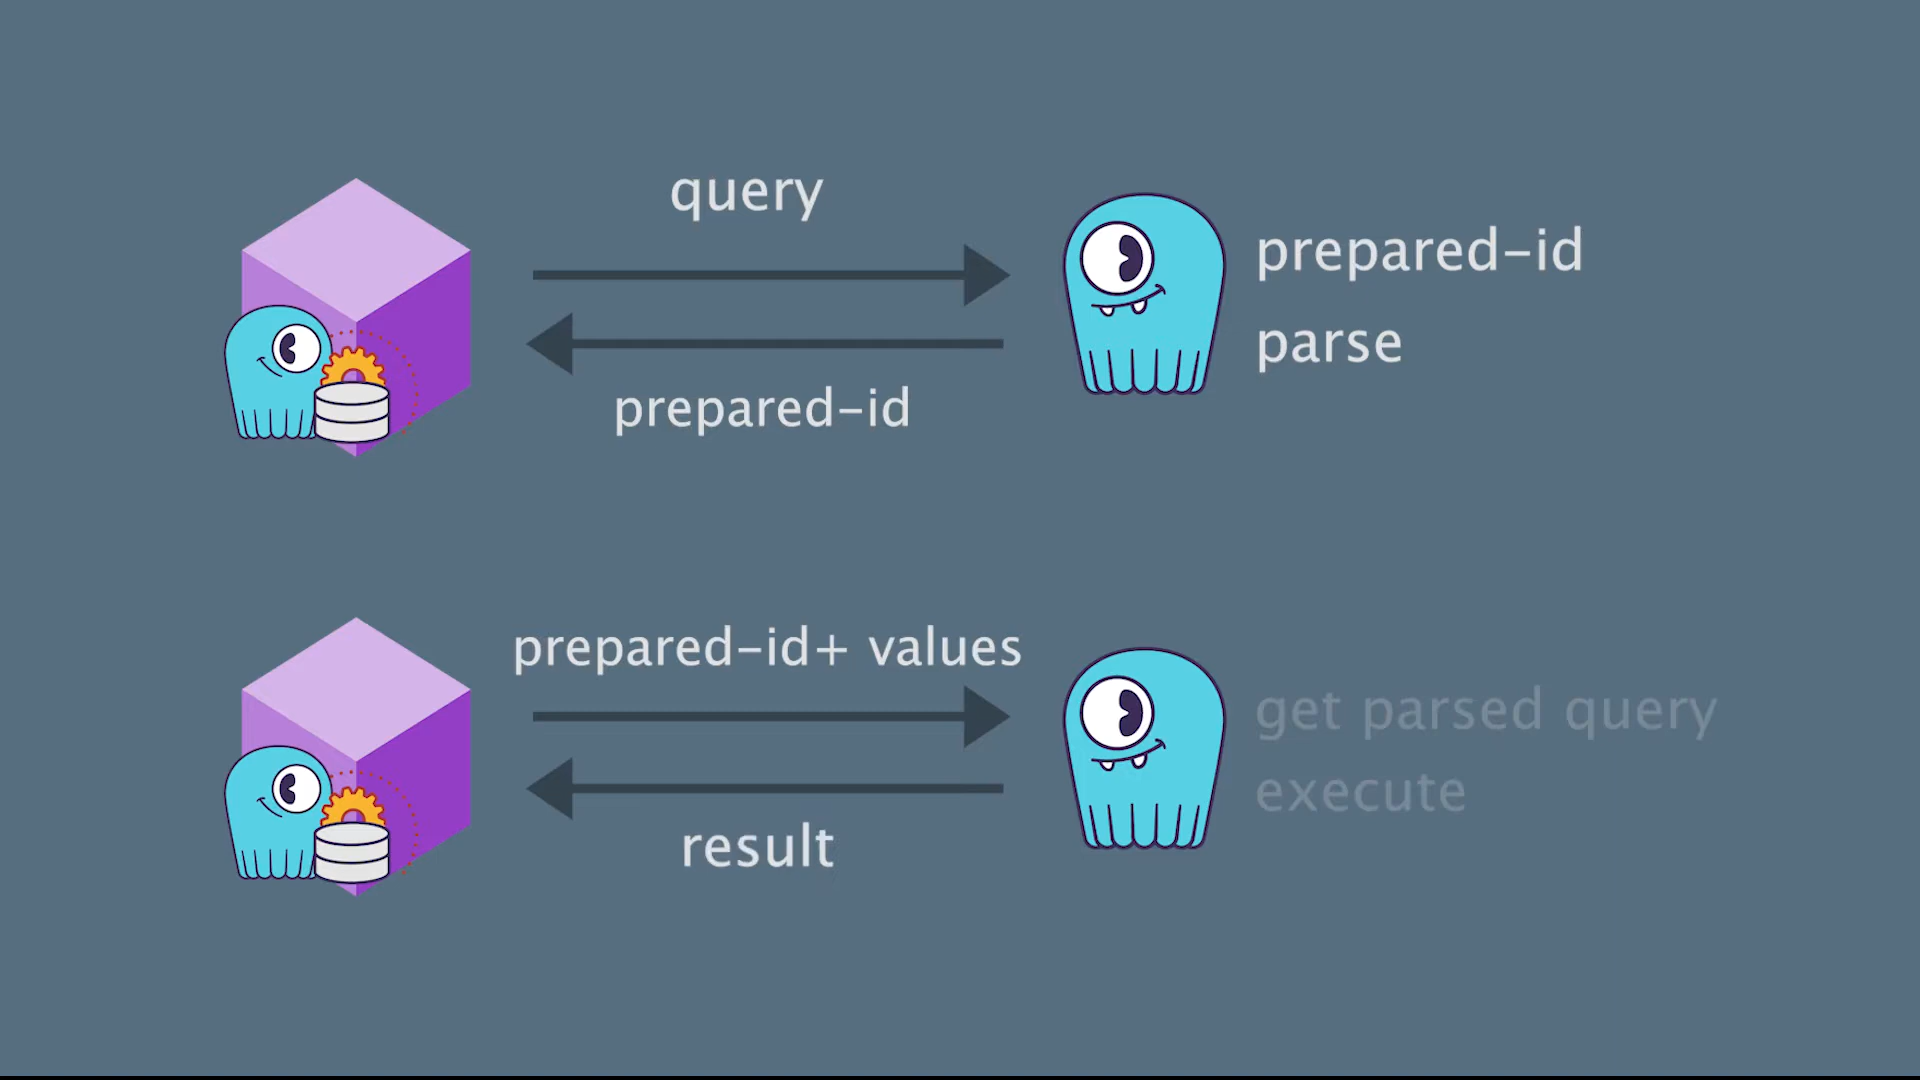 query
prepared-id
parse
prepared-id
prepared-id+ values
get parsed query
execute
result